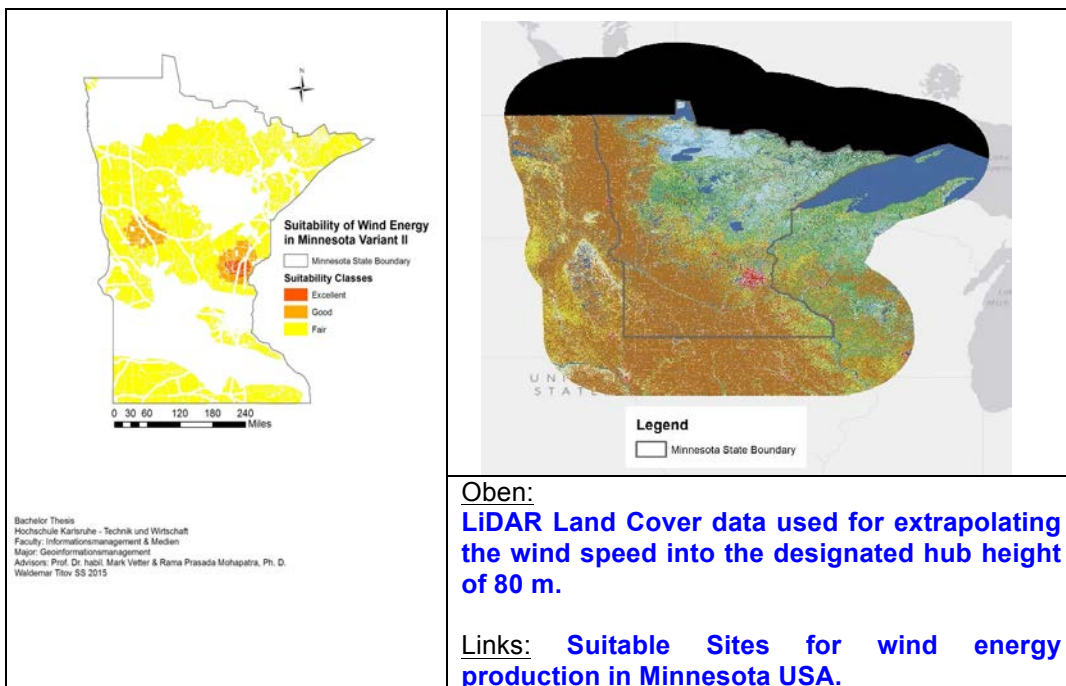 N
Suitability of Wind Energy
in Minnesota Variant II
Minnesota State Boundary
Suitability Classes
Excellent
Good
Fair
0 30 60 120 180 240
Miles
Bachelor Thesis
Hochschule Karlsruhe - Technik und Wirtschaft
Faculty: Informationsmanagement & Medien
Major: Geoinformationsmanagement
Advisors: Prof. Dr. habil. Mark Vetter & Rama Prasada Mohapatra, Ph. D.
Waldemar Titov SS 2015
STATE
Legend
Minnesota State Boundary
Oben:
LiDAR Land Cover data used for extrapolating
the wind speed into the designated hub height
of 80 m.
Links: Suitable Sites for wind energy
production in Minnesota USA.